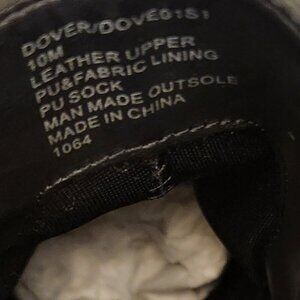 DOVER/DOVE01S1
10M
LEATHER UPPER
PU&FABRIC LINING
PU SOCK
MAN MADE OUTSOLE
MADE IN CHINA
1064